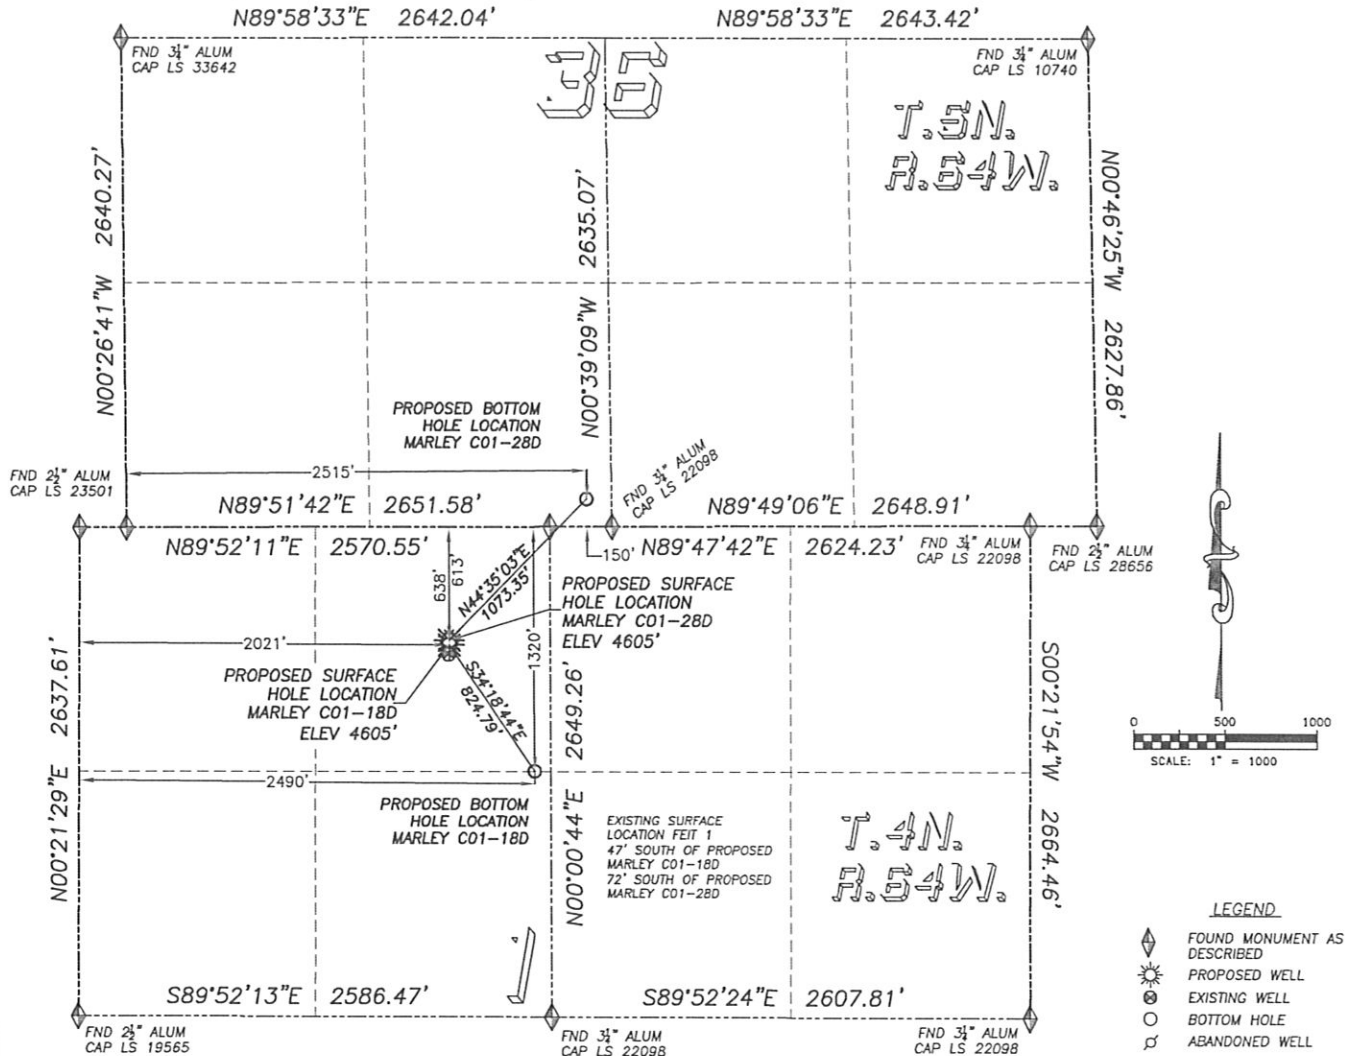 N89°58'33"E 2642.04'
N89°58'33"E 2643.42'
FND 3¼" ALUM
CAP LS 33642
36
FND 3¼" ALUM
CAP LS 10740
T.5N.
R.64W.
N00°26'41"W 2640.27'
N00°39'09"W 2635.07'
N00°46'25"W 2627.86'
PROPOSED BOTTOM
HOLE LOCATION
MARLEY C01-28D
FND 2½" ALUM
CAP LS 23501
2515'
FND 3¼" ALUM
CAP LS 22098
N89°51'42"E 2651.58'
N89°49'06"E 2648.91'
N89°52'11"E 2570.55'
150'
N89°47'42"E 2624.23'
FND 3¼" ALUM
CAP LS 22098
FND 2½" ALUM
CAP LS 28656
638'
613'
N44°35'03"E
1073.35'
PROPOSED SURFACE
HOLE LOCATION
MARLEY C01-28D
ELEV 4605'
2021'
1320'
PROPOSED SURFACE
HOLE LOCATION
MARLEY C01-18D
ELEV 4605'
S34°18'44"E
824.79'
N00°21'29"E 2637.61'
N00°00'44"E 2649.26'
S00°21'54"W 2664.46'
2490'
PROPOSED BOTTOM
HOLE LOCATION
MARLEY C01-18D
EXISTING SURFACE
LOCATION FEIT 1
47' SOUTH OF PROPOSED
MARLEY C01-18D
72' SOUTH OF PROPOSED
MARLEY C01-28D
T.4N.
R.64W.
1
S89°52'13"E 2586.47'
S89°52'24"E 2607.81'
FND 2½" ALUM
CAP LS 19565
FND 3¼" ALUM
CAP LS 22098
FND 3¼" ALUM
CAP LS 22098
0 500 1000
SCALE: 1" = 1000
LEGEND
FOUND MONUMENT AS
DESCRIBED
PROPOSED WELL
EXISTING WELL
BOTTOM HOLE
ABANDONED WELL